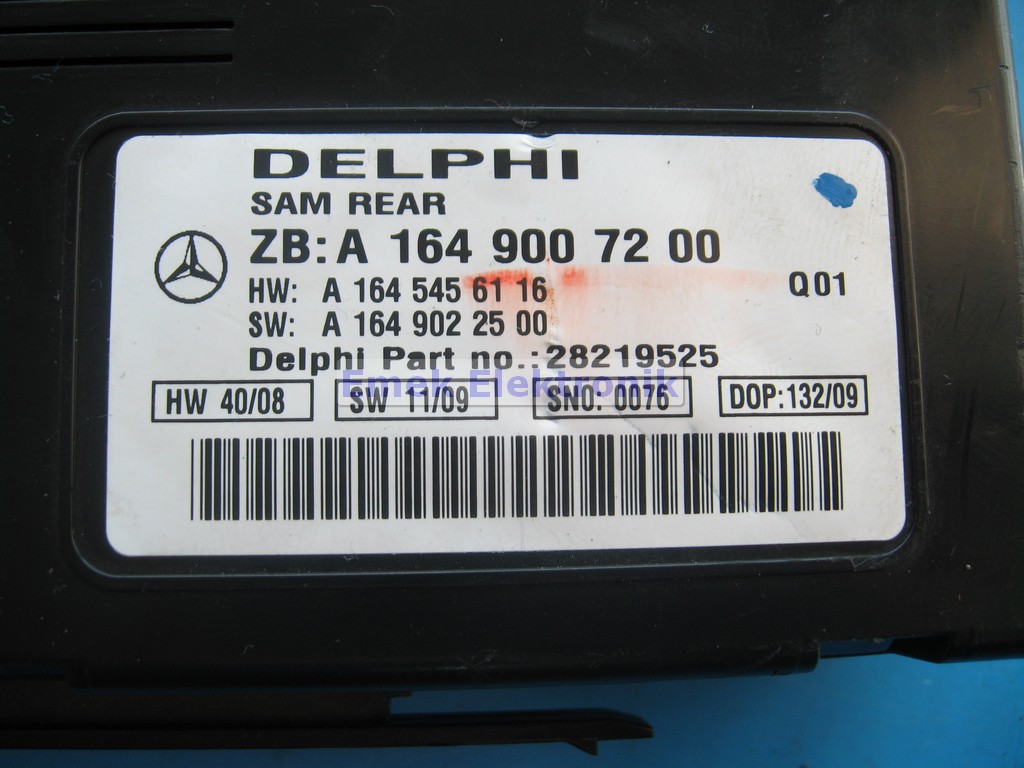 DELPHI
SAM REAR
ZB: A 164 900 72 00
HW: A 164 545 61 16 Q01
SW: A 164 902 25 00
Delphi Part no.: 28219525
Emek Elektronik
HW 40/08 SW 11/09 SNO: 0076 DOP:132/09